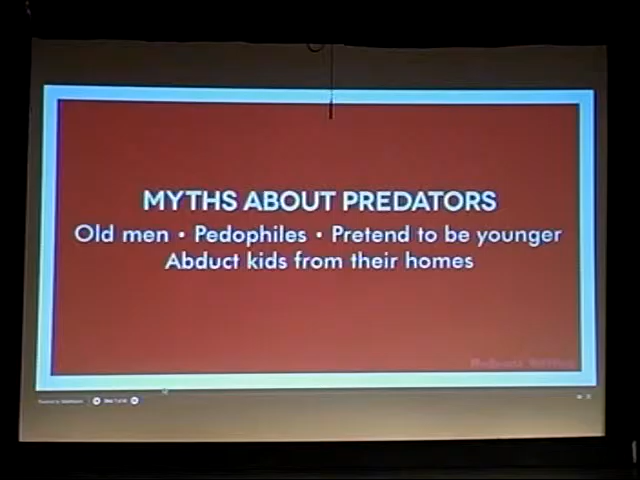 MYTHS ABOUT PREDATORS
Old men • Pedophiles • Pretend to be younger
Abduct kids from their homes